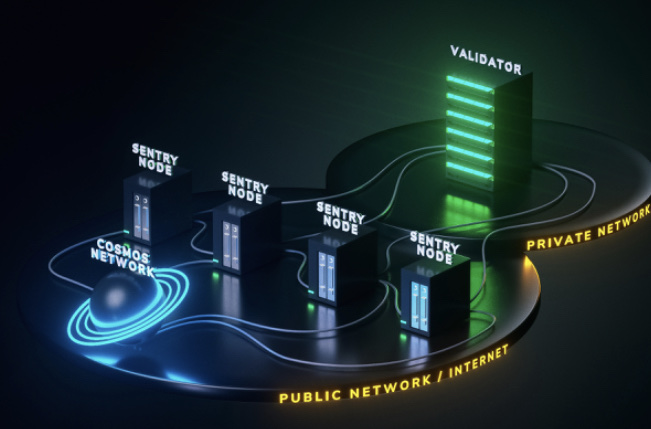 VALIDATOR
SENTRY
NODE
SENTRY
NODE
SENTRY
NODE
SENTRY
NODE
COSMOS
NETWORK
PRIVATE NETWORK
PUBLIC NETWORK / INTERNET